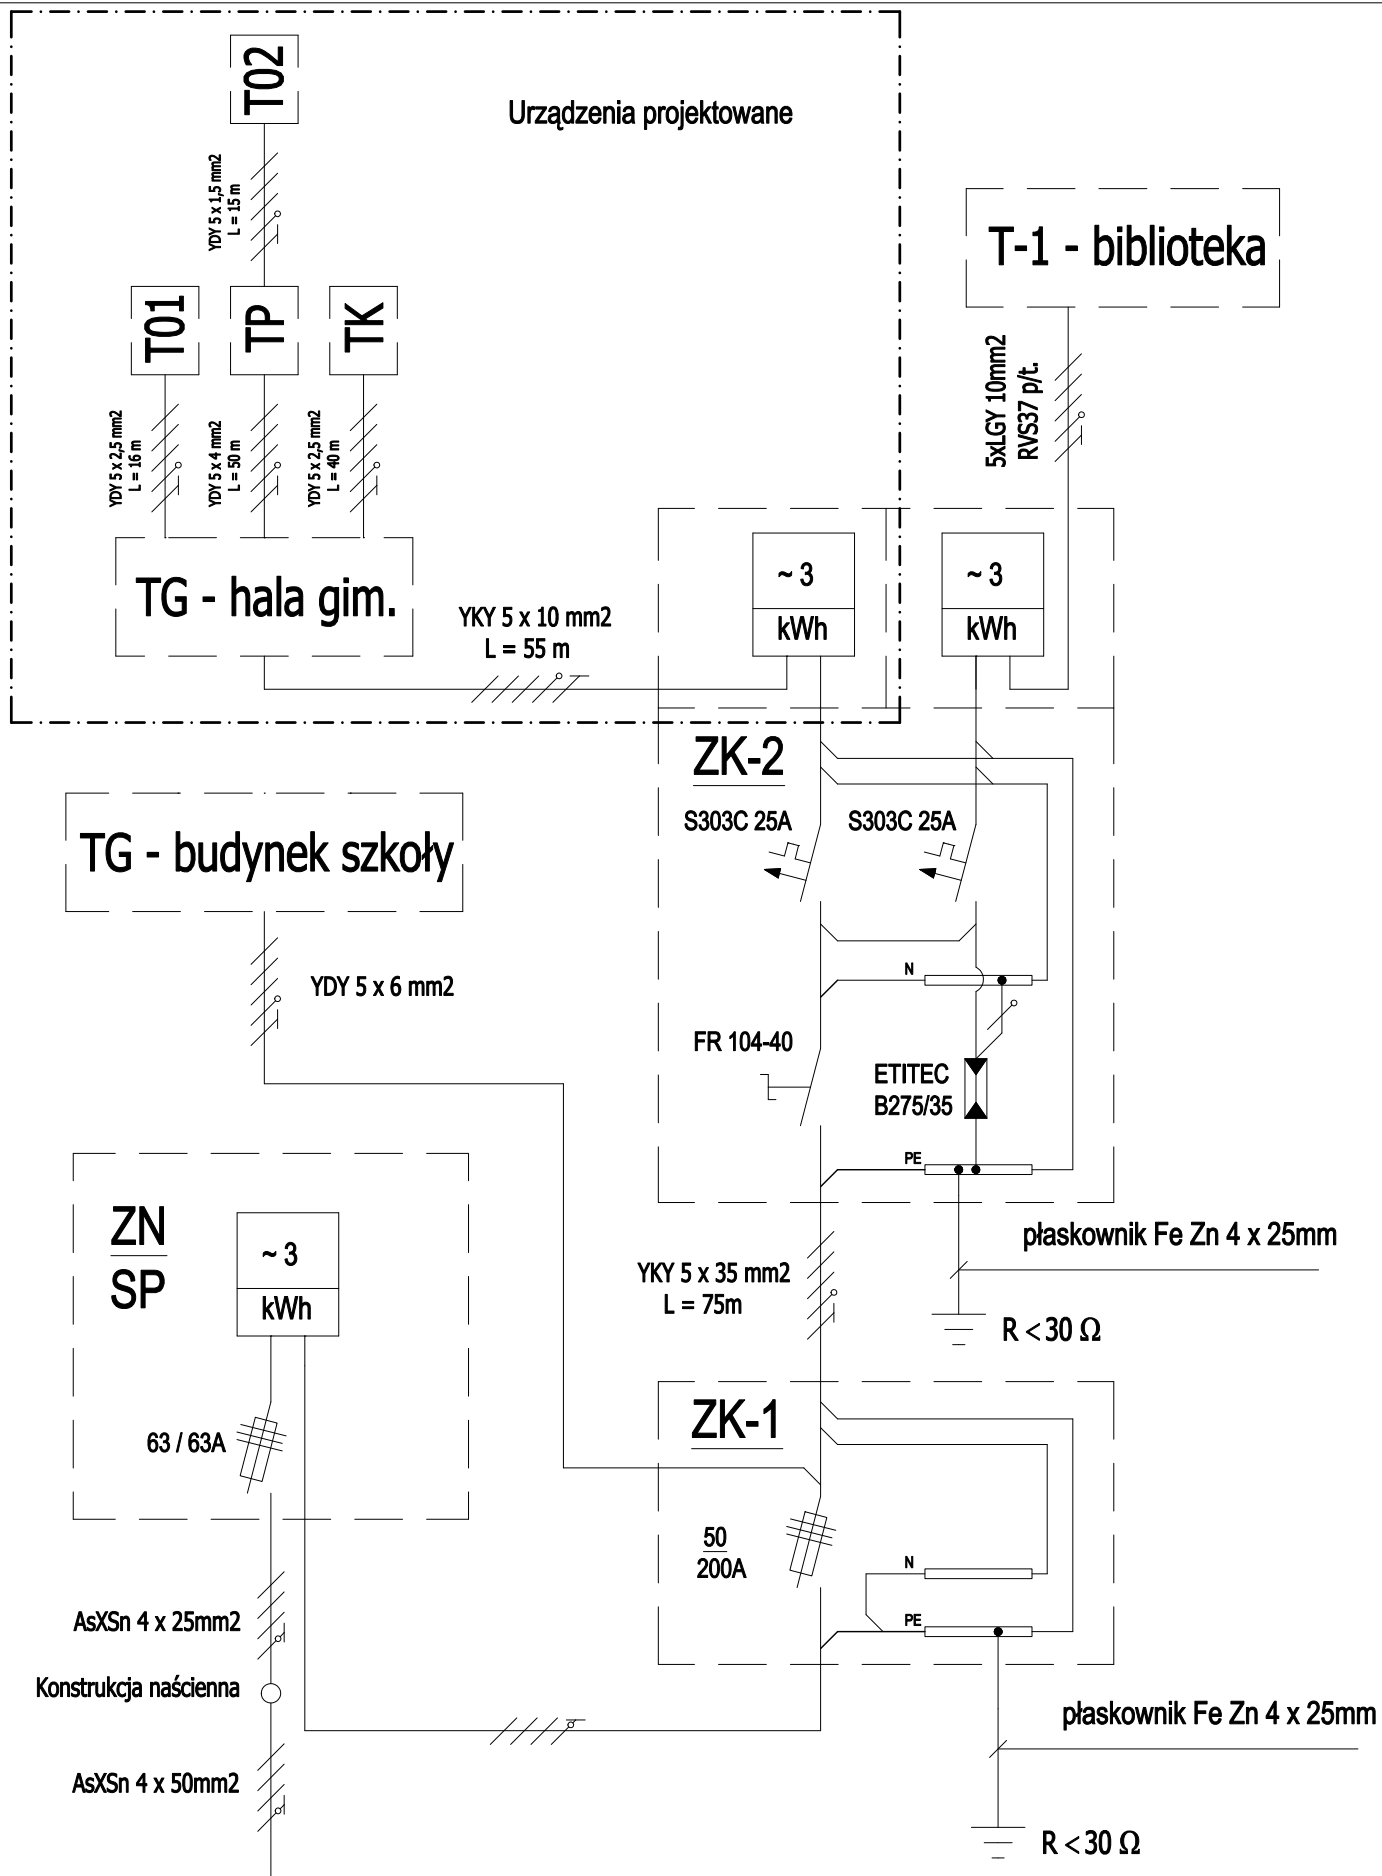 T02
Urządzenia projektowane
YDY 5 x 1,5 mm2
L = 15 m
T-1 - biblioteka
T01
TP
TK
5xLGY 10mm2
RVS37 p/t.
YDY 5 x 2,5 mm2
L = 16 m
YDY 5 x 4 mm2
L = 50 m
YDY 5 x 2,5 mm2
L = 40 m
TG - hala gim.
YKY 5 x 10 mm2
L = 55 m
~ 3
kWh
~ 3
kWh
ZK-2
S303C 25A
S303C 25A
TG - budynek szkoły
YDY 5 x 6 mm2
N
FR 104-40
ETITEC
B275/35
PE
ZN
SP
~ 3
kWh
płaskownik Fe Zn 4 x 25mm
YKY 5 x 35 mm2
L = 75m
R < 30 Ω
ZK-1
63 / 63A
50
200A
N
PE
AsXSn 4 x 25mm2
Konstrukcja naścienna
płaskownik Fe Zn 4 x 25mm
AsXSn 4 x 50mm2
R < 30 Ω